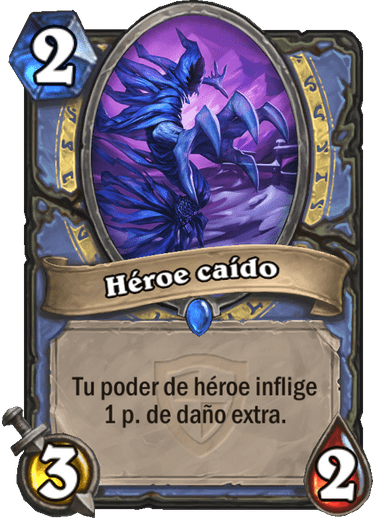 2
Héroe caído
Tu poder de héroe inflige
1 p. de daño extra.
3
2